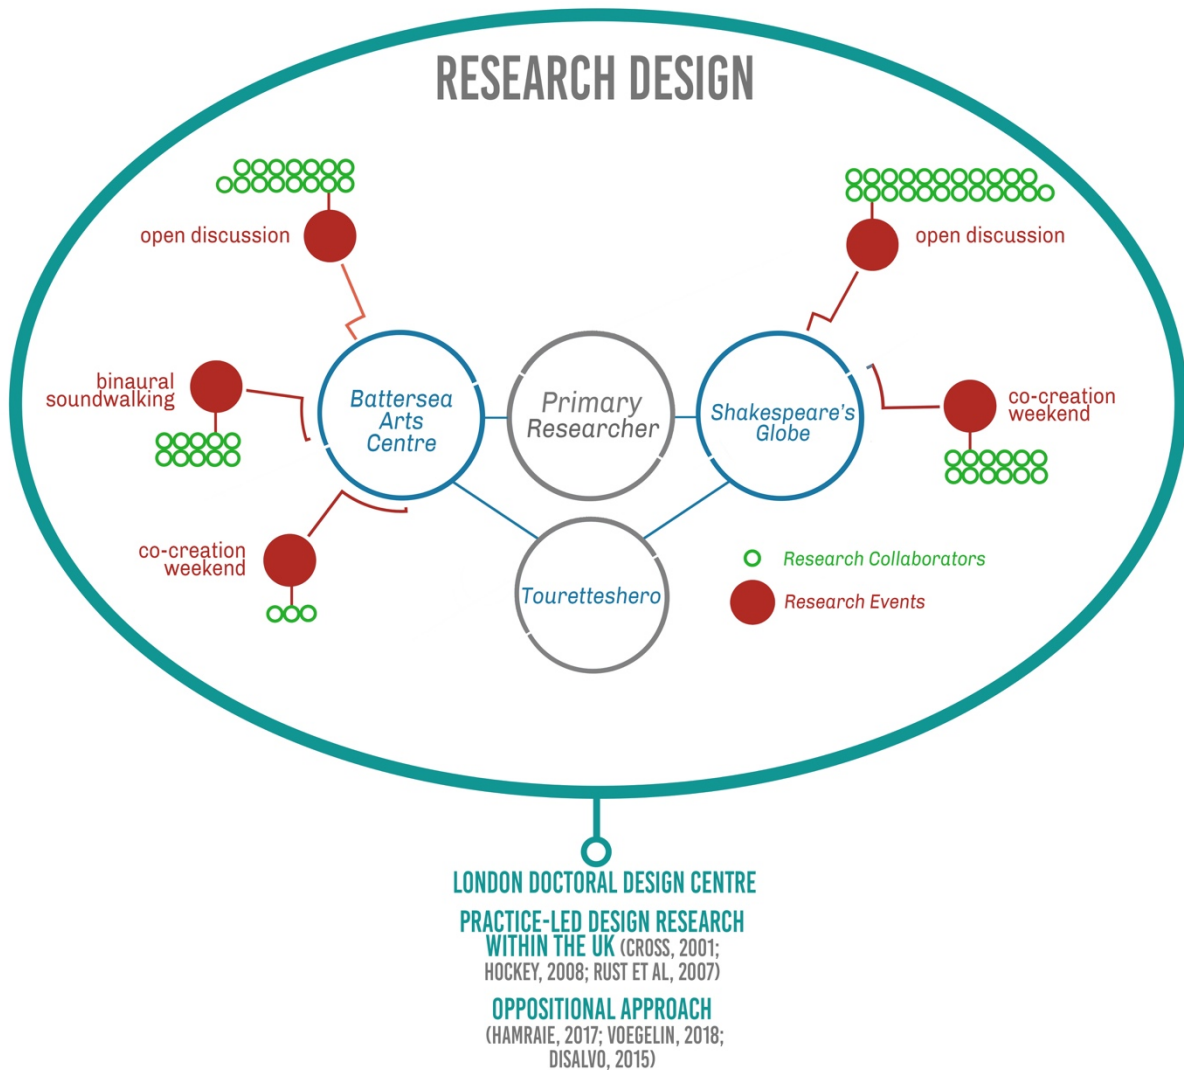 RESEARCH DESIGN
open discussion
open discussion
binaural
soundwalking
Battersea
Arts
Centre
Primary
Researcher
Shakespeare's
Globe
co-creation
weekend
co-creation
weekend
Touretteshero
Research Collaborators
Research Events
LONDON DOCTORAL DESIGN CENTRE
PRACTICE-LED DESIGN RESEARCH
WITHIN THE UK (CROSS, 2001;
HOCKEY, 2008; RUST ET AL, 2007)
OPPOSITIONAL APPROACH
(HAMRAIE, 2017; VOEGELIN, 2018;
DISALVO, 2015)